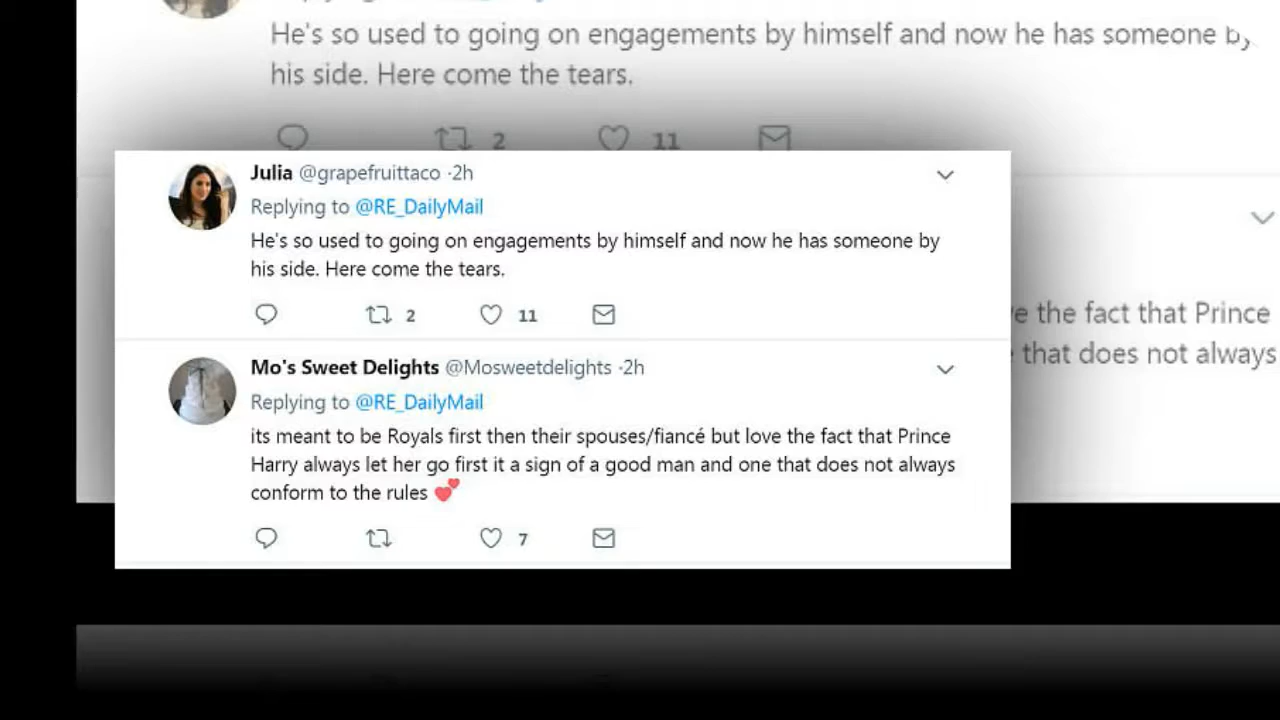 He's so used to going on engagements by himself and now he has someone by
his side. Here come the tears.
2 11
Julia @grapefruittaco ·2h
Replying to @RE_DailyMail
He's so used to going on engagements by himself and now he has someone by
his side. Here come the tears.
2 11
Mo's Sweet Delights @Mosweetdelights ·2h
Replying to @RE_DailyMail
its meant to be Royals first then their spouses/fiancé but love the fact that Prince
Harry always let her go first it a sign of a good man and one that does not always
conform to the rules 💕
7
e the fact that Prince
that does not always